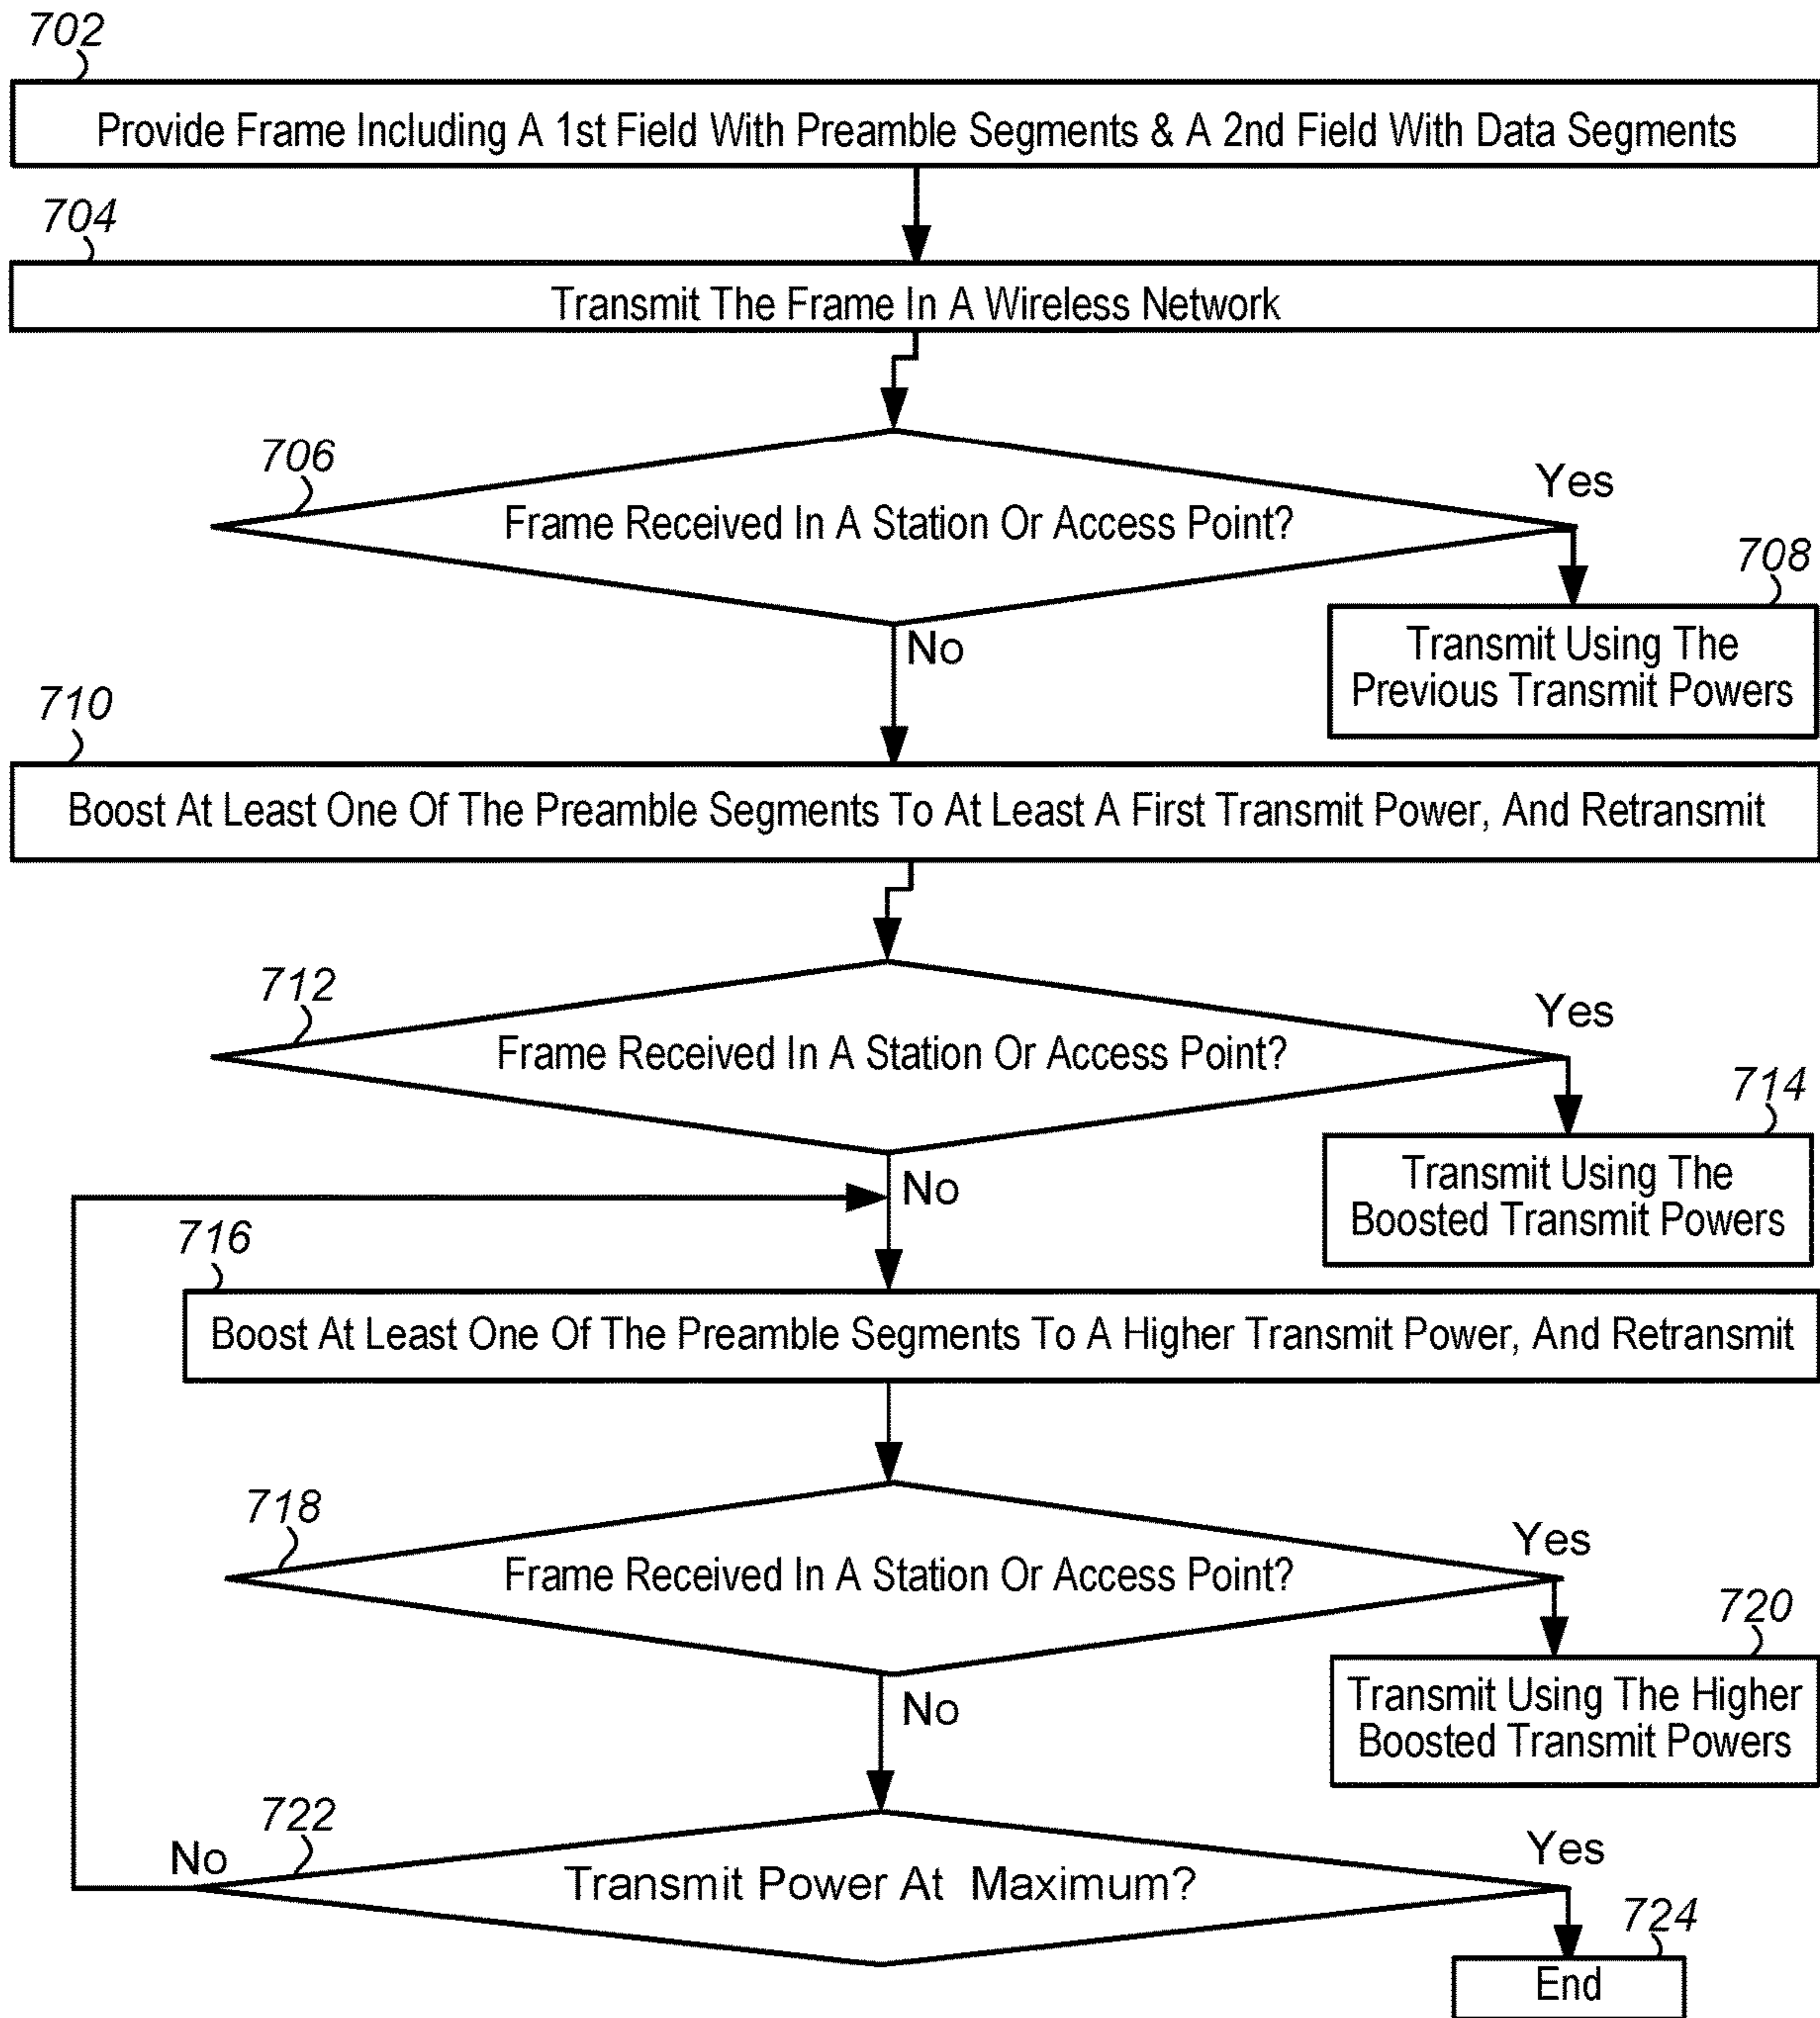 702
Provide Frame Including A 1st Field With Preamble Segments & A 2nd Field With Data Segments
704
Transmit The Frame In A Wireless Network
706
Frame Received In A Station Or Access Point?
Yes
708
Transmit Using The
Previous Transmit Powers
No
710
Boost At Least One Of The Preamble Segments To At Least A First Transmit Power, And Retransmit
712
Frame Received In A Station Or Access Point?
Yes
714
Transmit Using The
Boosted Transmit Powers
No
716
Boost At Least One Of The Preamble Segments To A Higher Transmit Power, And Retransmit
718
Frame Received In A Station Or Access Point?
Yes
720
Transmit Using The Higher
Boosted Transmit Powers
No
722
No
Transmit Power At Maximum?
Yes
724
End